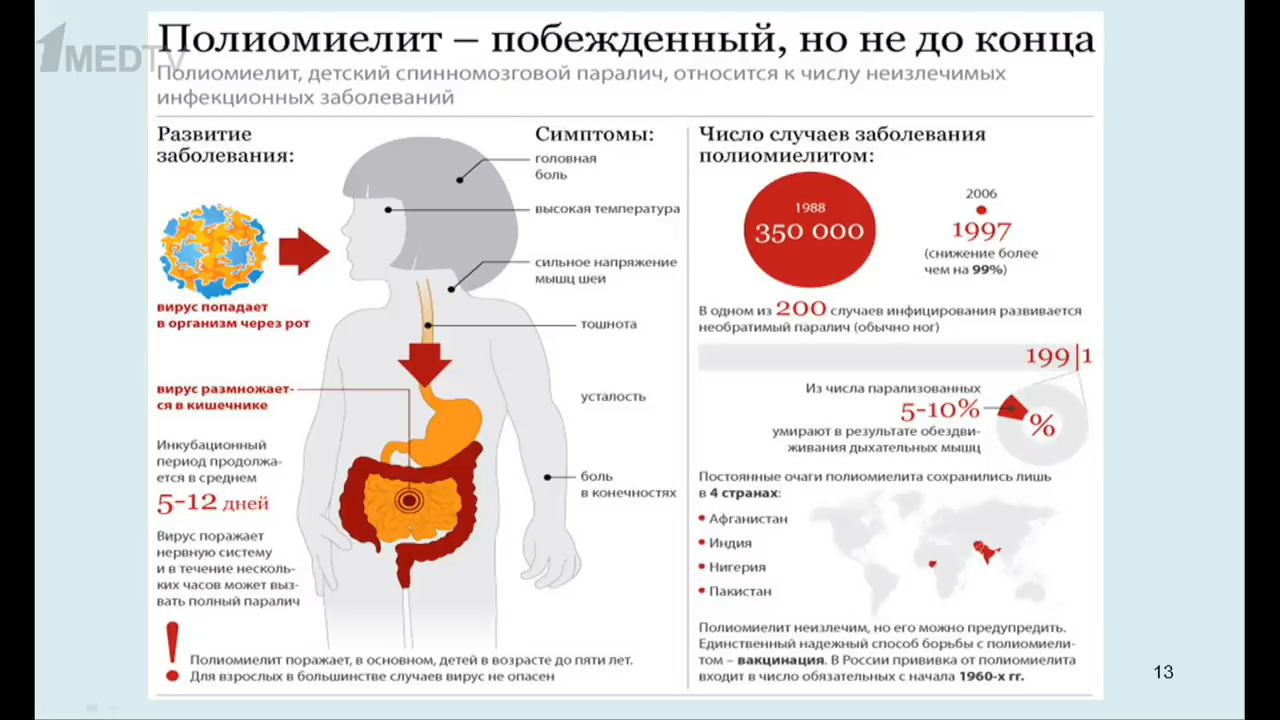 1MEDTV
Полиомиелит – побежденный, но не до конца
Полиомиелит, детский спинномозговой паралич, относится к числу неизлечимых
инфекционных заболеваний
Развитие
заболевания:
вирус попадает
в организм через рот
вирус размножает-
ся в кишечнике
Инкубационный
период продолжа-
ется в среднем
5-12 дней
Вирус поражает
нервную систему
и в течение несколь-
ких часов может выз-
вать полный паралич
Симптомы:
головная
боль
высокая температура
сильное напряжение
мышц шеи
тошнота
усталость
боль
в конечностях
! Полиомиелит поражает, в основном, детей в возрасте до пяти лет.
Для взрослых в большинстве случаев вирус не опасен
Число случаев заболевания
полиомиелитом:
1988
350 000
2006
1997
(снижение более
чем на 99%)
В одном из 200 случаев инфицирования развивается
необратимый паралич (обычно ног)
199|1
Из числа парализованных
5-10%
умирают в результате обездви-
живания дыхательных мышц
%
Постоянные очаги полиомиелита сохранились лишь
в 4 странах:
• Афганистан
• Индия
• Нигерия
• Пакистан
Полиомиелит неизлечим, но его можно предупредить.
Единственный надежный способ борьбы с полиомиели-
том – вакцинация. В России прививка от полиомиелита
входит в число обязательных с начала 1960-х гг.
13